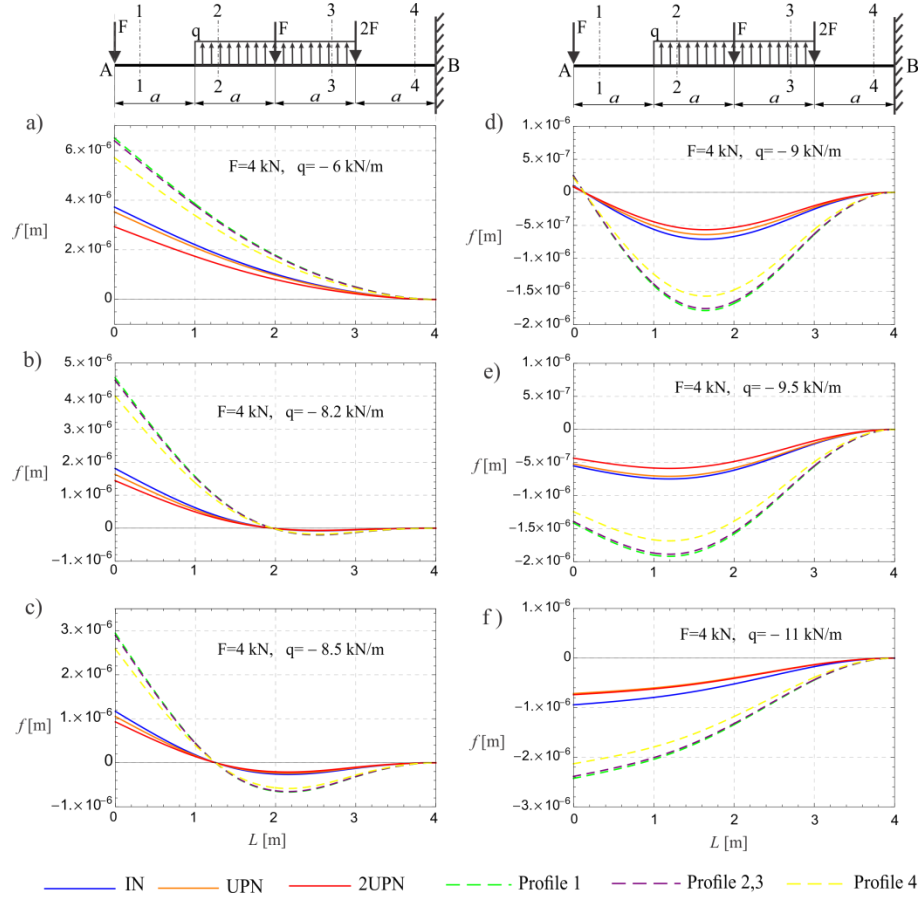 F 1 2 F 3 2F 4
q
A B
1 2 3 4
a a a a
F 1 2 F 3 2F 4
q
A B
1 2 3 4
a a a a
a)
F=4 kN, q= – 6 kN/m
6.×10⁻⁶
4.×10⁻⁶
2.×10⁻⁶
0
f [m]
0 1 2 3 4
b)
F=4 kN, q= – 8.2 kN/m
5.×10⁻⁶
4.×10⁻⁶
3.×10⁻⁶
2.×10⁻⁶
1.×10⁻⁶
0
−1.×10⁻⁶
f [m]
0 1 2 3 4
c)
F=4 kN, q= – 8.5 kN/m
3.×10⁻⁶
2.×10⁻⁶
1.×10⁻⁶
0
−1.×10⁻⁶
f [m]
0 1 2 3 4
L [m]
d)
F=4 kN, q= – 9 kN/m
1.×10⁻⁶
5.×10⁻⁷
0
−5.×10⁻⁷
−1.×10⁻⁶
−1.5×10⁻⁶
−2.×10⁻⁶
f [m]
0 1 2 3 4
e)
F=4 kN, q= – 9.5 kN/m
1.×10⁻⁶
5.×10⁻⁷
0
−5.×10⁻⁷
−1.×10⁻⁶
−1.5×10⁻⁶
−2.×10⁻⁶
f [m]
0 1 2 3 4
f)
F=4 kN, q= – 11 kN/m
1.×10⁻⁶
0
−1.×10⁻⁶
−2.×10⁻⁶
−3.×10⁻⁶
f [m]
0 1 2 3 4
L [m]
IN UPN 2UPN Profile 1 Profile 2,3 Profile 4